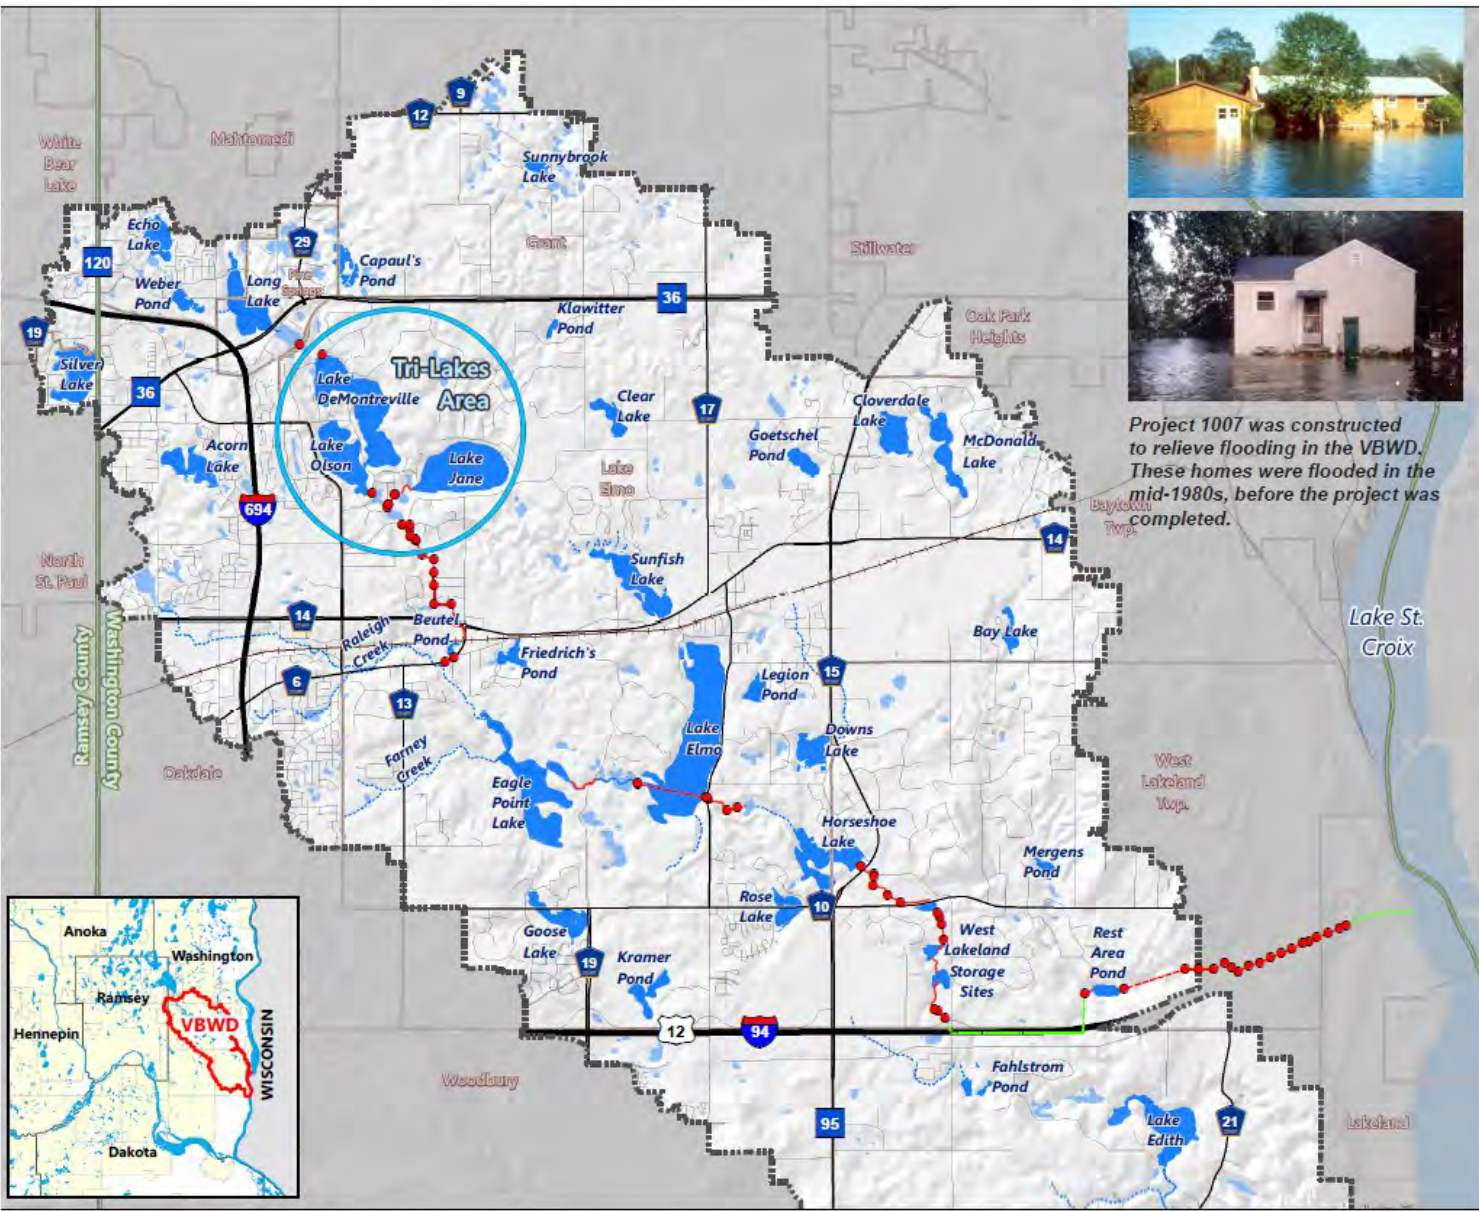 9
12
White
Bear
Lake
Mahtomedi
Sunnybrook
Lake
Echo
Lake
29
Grant
Stillwater
120
Capaul's
Pond
Weber
Pond
Long
Lake
Pine
Springs
36
Klawitter
Pond
19
Oak Park
Heights
Silver
Lake
36
Lake
DeMontreville
Tri-Lakes
Area
Clear
Lake
17
Cloverdale
Lake
Project 1007 was constructed
to relieve flooding in the VBWD.
These homes were flooded in the
mid-1980s, before the project was
completed.
Acorn
Lake
Lake
Olson
Lake
Jane
Goetschel
Pond
McDonald
Lake
Lake
Elmo
694
Baytown
Twp.
14
North
St. Paul
Sunfish
Lake
14
Raleigh
Creek
Beutel
Pond
Bay Lake
Lake St.
Croix
Ramsey County
Washington County
6
Friedrich's
Pond
Legion
Pond
15
13
Lake
Elmo
Downs
Lake
Farney
Creek
Oakdale
West
Lakeland
Twp.
Eagle
Point
Lake
Horseshoe
Lake
Mergens
Pond
Rose
Lake
10
Goose
Lake
19
Kramer
Pond
West
Lakeland
Storage
Sites
Rest
Area
Pond
12
94
Woodbury
Fahlstrom
Pond
95
Lake
Edith
21
Lakeland
Anoka
Washington
Ramsey
Hennepin
VBWD
WISCONSIN
Dakota